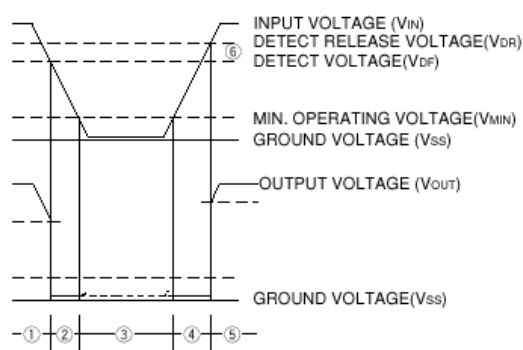 INPUT VOLTAGE (VIN)
DETECT RELEASE VOLTAGE(VDR)
⑥
DETECT VOLTAGE(VDF)
MIN. OPERATING VOLTAGE(VMIN)
GROUND VOLTAGE (VSS)
OUTPUT VOLTAGE (VOUT)
GROUND VOLTAGE(VSS)
① ② ③ ④ ⑤